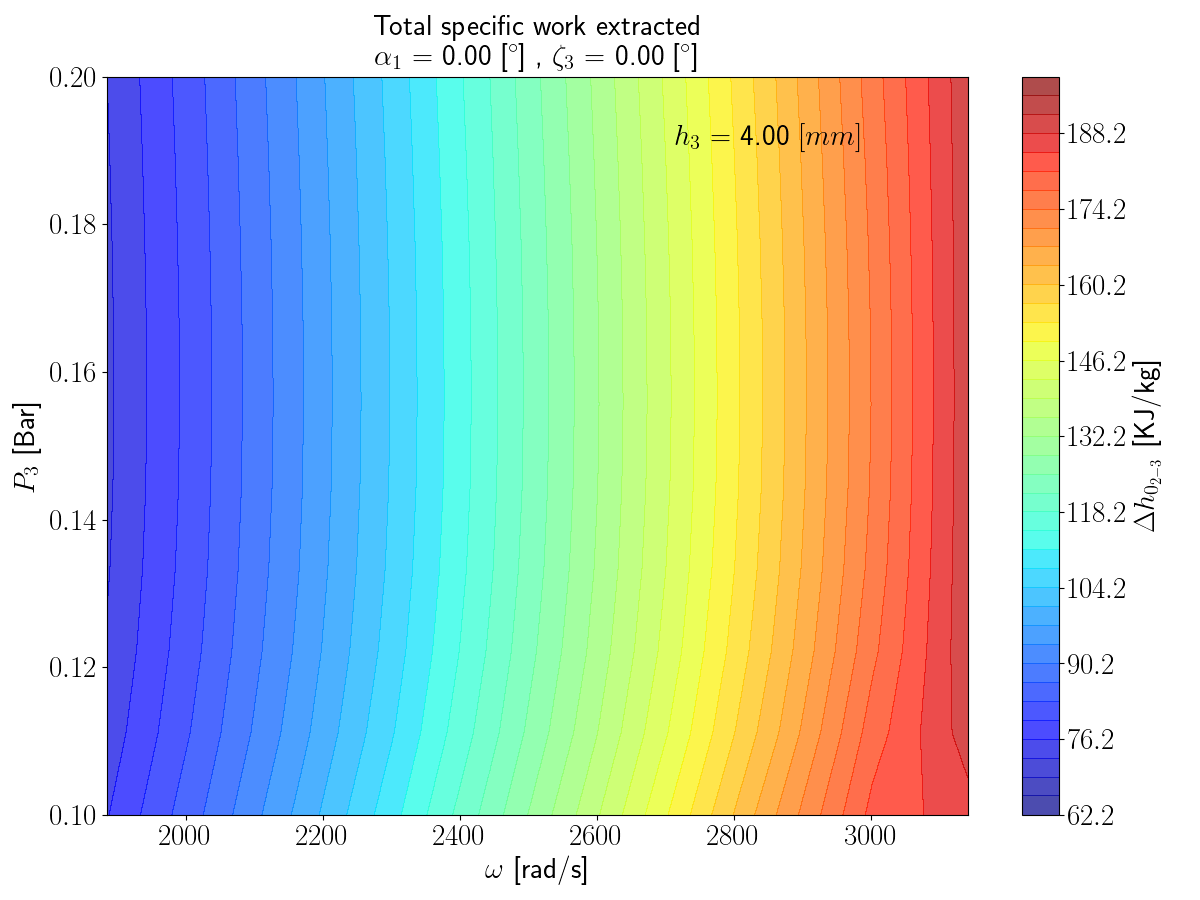 Total specific work extracted
α₁ = 0.00 [°] , ζ₃ = 0.00 [°]
h₃ = 4.00 [mm]
0.20
0.18
0.16
0.14
0.12
0.10
P₃ [Bar]
2000 2200 2400 2600 2800 3000
ω [rad/s]
188.2
174.2
160.2
146.2
132.2
118.2
104.2
90.2
76.2
62.2
Δh₀₂₋₃ [KJ/kg]